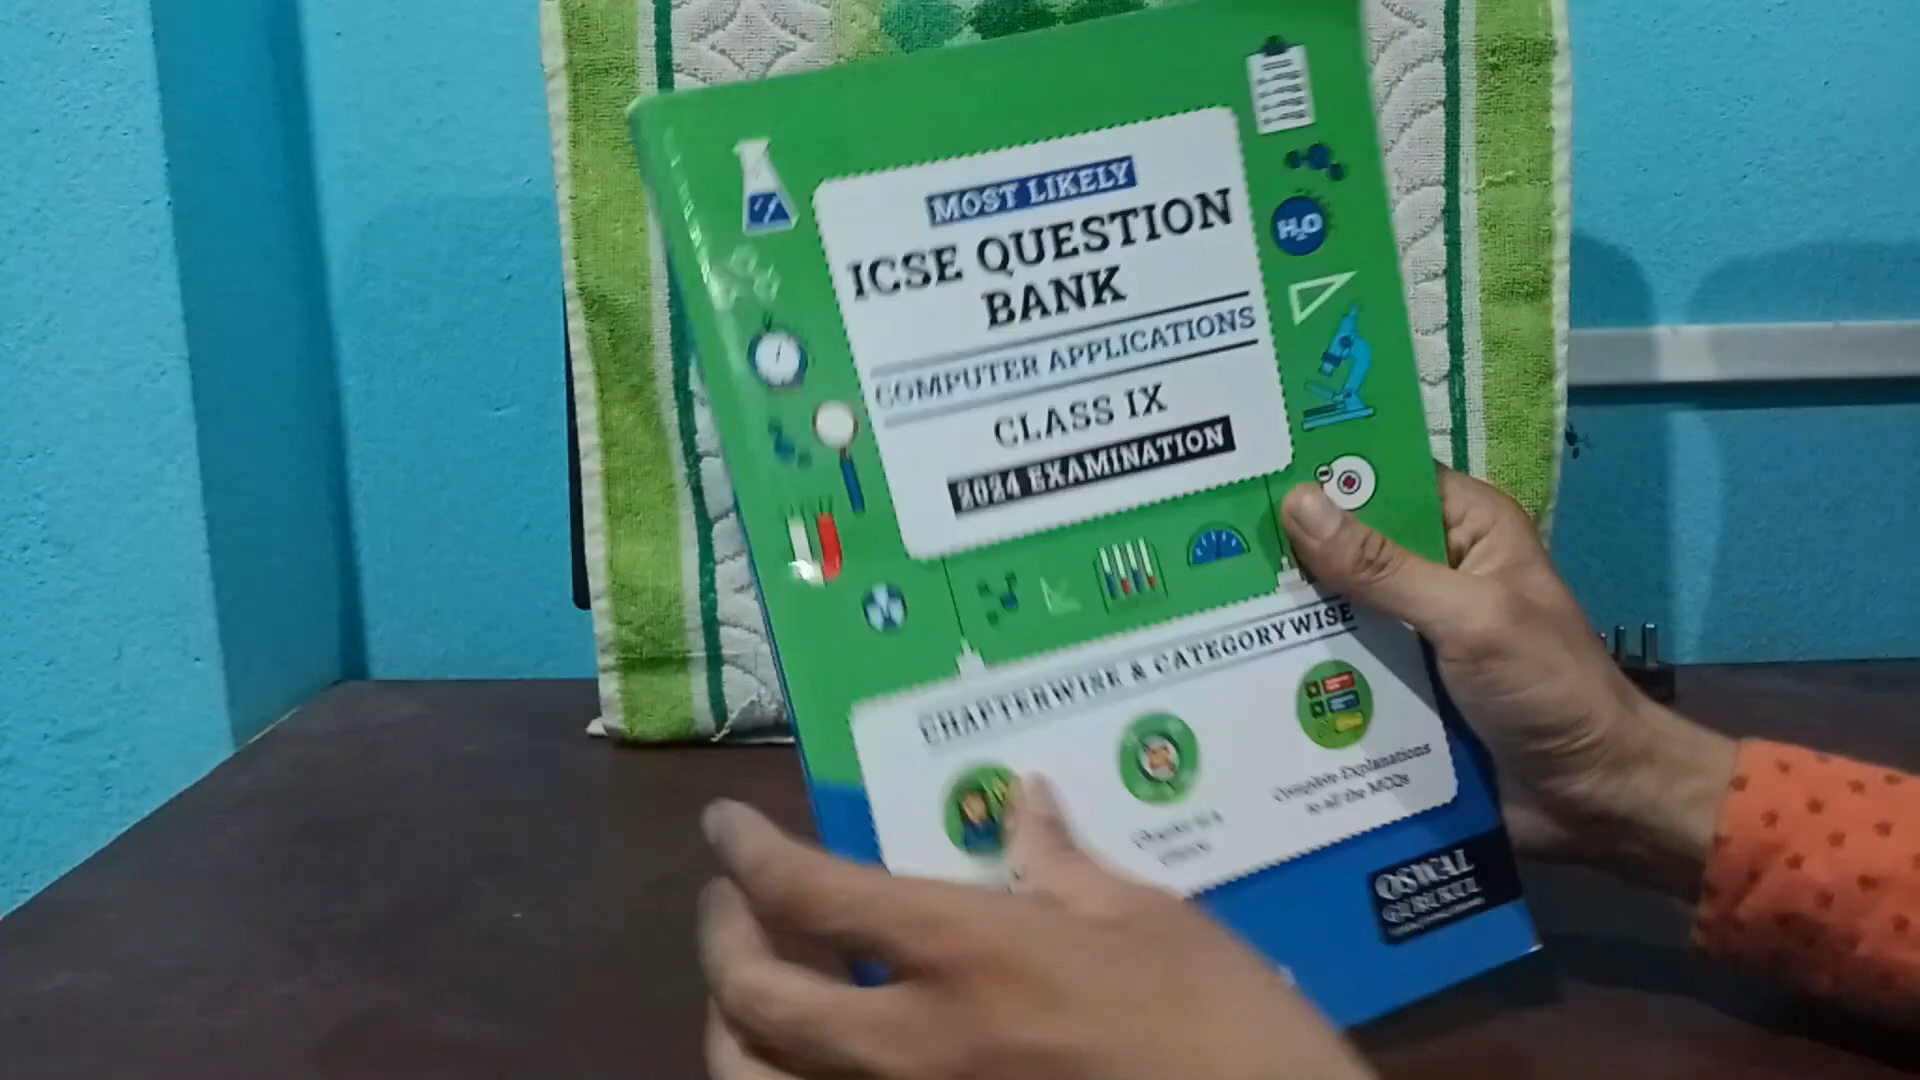 MOST LIKELY
ICSE QUESTION
BANK
COMPUTER APPLICATIONS
CLASS IX
2024 EXAMINATION
H₂O
CHAPTERWISE & CATEGORYWISE
Complete Explanations
to all the MCQs
OSWAL
GURUKUL